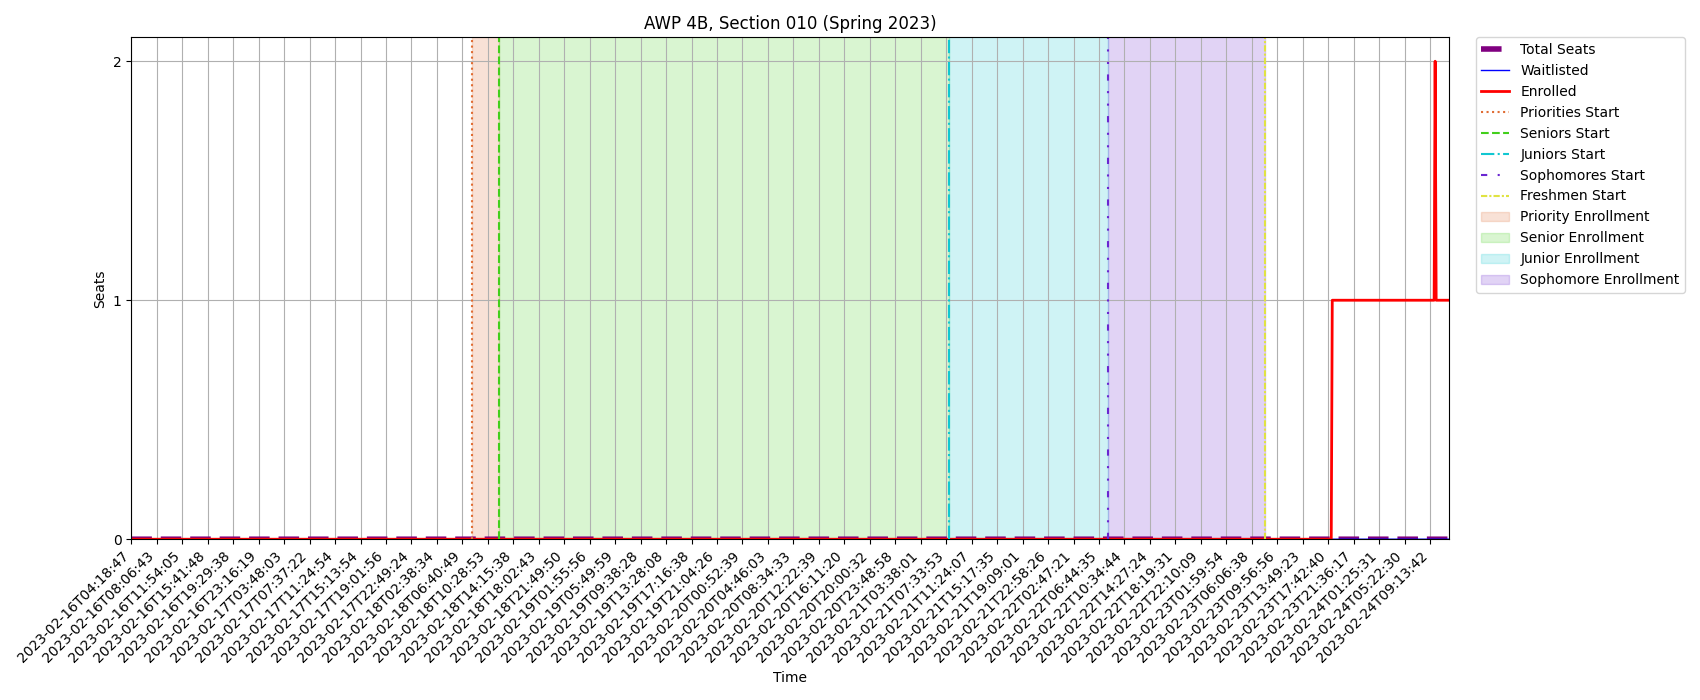 AWP 4B, Section 010 (Spring 2023)
Seats
2
1
0
2023-02-16T04:18:47
2023-02-16T08:06:43
2023-02-16T11:54:05
2023-02-16T15:41:48
2023-02-16T19:29:38
2023-02-16T23:16:19
2023-02-17T03:48:03
2023-02-17T07:37:22
2023-02-17T11:24:54
2023-02-17T15:13:54
2023-02-17T19:01:56
2023-02-17T22:49:24
2023-02-18T02:38:34
2023-02-18T06:40:49
2023-02-18T10:28:53
2023-02-18T14:15:38
2023-02-18T18:02:43
2023-02-18T21:49:50
2023-02-19T01:55:56
2023-02-19T05:49:59
2023-02-19T09:38:28
2023-02-19T13:28:08
2023-02-19T17:16:38
2023-02-19T21:04:26
2023-02-20T00:52:39
2023-02-20T04:46:03
2023-02-20T08:34:33
2023-02-20T12:22:39
2023-02-20T16:11:20
2023-02-20T20:00:32
2023-02-20T23:48:58
2023-02-21T03:38:01
2023-02-21T07:33:53
2023-02-21T11:24:07
2023-02-21T15:17:35
2023-02-21T19:09:01
2023-02-21T22:58:26
2023-02-22T02:47:21
2023-02-22T06:44:35
2023-02-22T10:34:44
2023-02-22T14:27:24
2023-02-22T18:19:31
2023-02-22T22:10:09
2023-02-23T01:59:54
2023-02-23T06:06:38
2023-02-23T09:56:56
2023-02-23T13:49:23
2023-02-23T17:42:40
2023-02-23T21:36:17
2023-02-24T01:25:31
2023-02-24T05:22:30
2023-02-24T09:13:42
Time
Total Seats
Waitlisted
Enrolled
Priorities Start
Seniors Start
Juniors Start
Sophomores Start
Freshmen Start
Priority Enrollment
Senior Enrollment
Junior Enrollment
Sophomore Enrollment